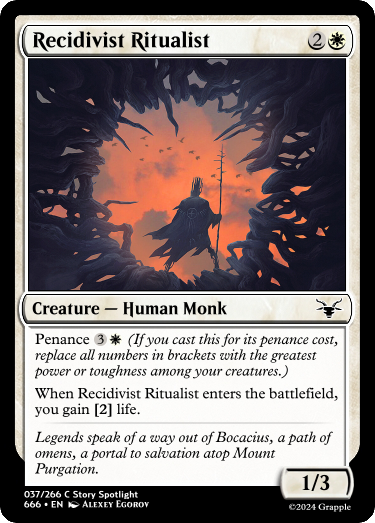 Recidivist Ritualist 2
Creature — Human Monk
Penance 3 (If you cast this for its penance cost,
replace all numbers in brackets with the greatest
power or toughness among your creatures.)
When Recidivist Ritualist enters the battlefield,
you gain [2] life.
Legends speak of a way out of Bocacius, a path of
omens, a portal to salvation atop Mount
Purgation.
1/3
037/266 C Story Spotlight
666 • EN Alexey Egorov
©2024 Grapple